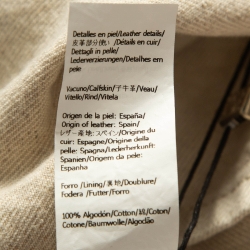 Detalles en piel/Leather details/
皮革部分使い/Détails en cuir/
Dettagli in pelle/
Lederverzierungen/Detalhes em
pele
Vacuno/Calfskin/子牛革/Veau/
Vitello/Rind/Vitela
Origen de la piel: España/
Origin of leather: Spain/
レザー産地：スペイン/Origine du
cuir: Espagne/Origine della
pelle: Spagna/Lederherkunft:
Spanien/Origem da pele:
Espanha
Forro /Lining/裏地/Doublure/
Fodera /Futter/Forro
100% Algodón/Cotton/綿/Coton/
Cotone/Baumwolle/Algodão